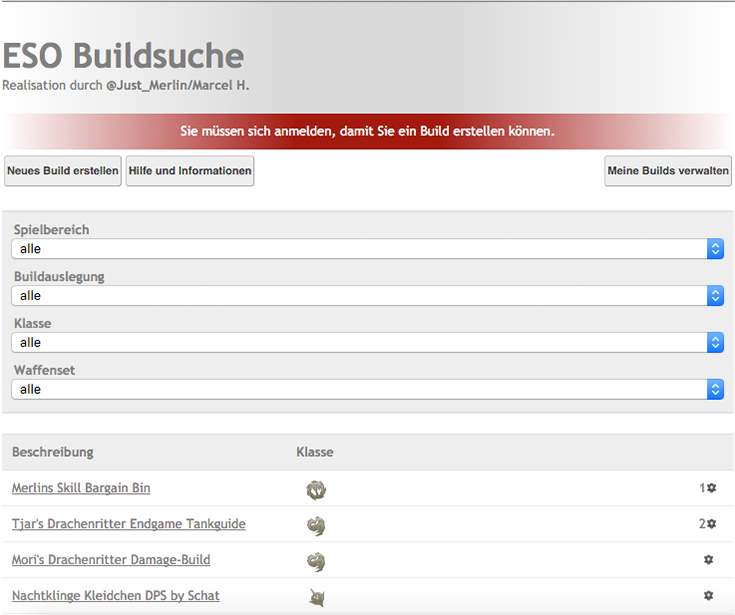 ESO Buildsuche
Realisation durch @Just_Merlin/Marcel H.
Sie müssen sich anmelden, damit Sie ein Build erstellen können.
Neues Build erstellen Hilfe und Informationen Meine Builds verwalten
Spielbereich
alle
Buildauslegung
alle
Klasse
alle
Waffenset
alle
Beschreibung Klasse
Merlins Skill Bargain Bin 1
Tjar's Drachenritter Endgame Tankguide 2
Mori's Drachenritter Damage-Build
Nachtklinge Kleidchen DPS by Schat